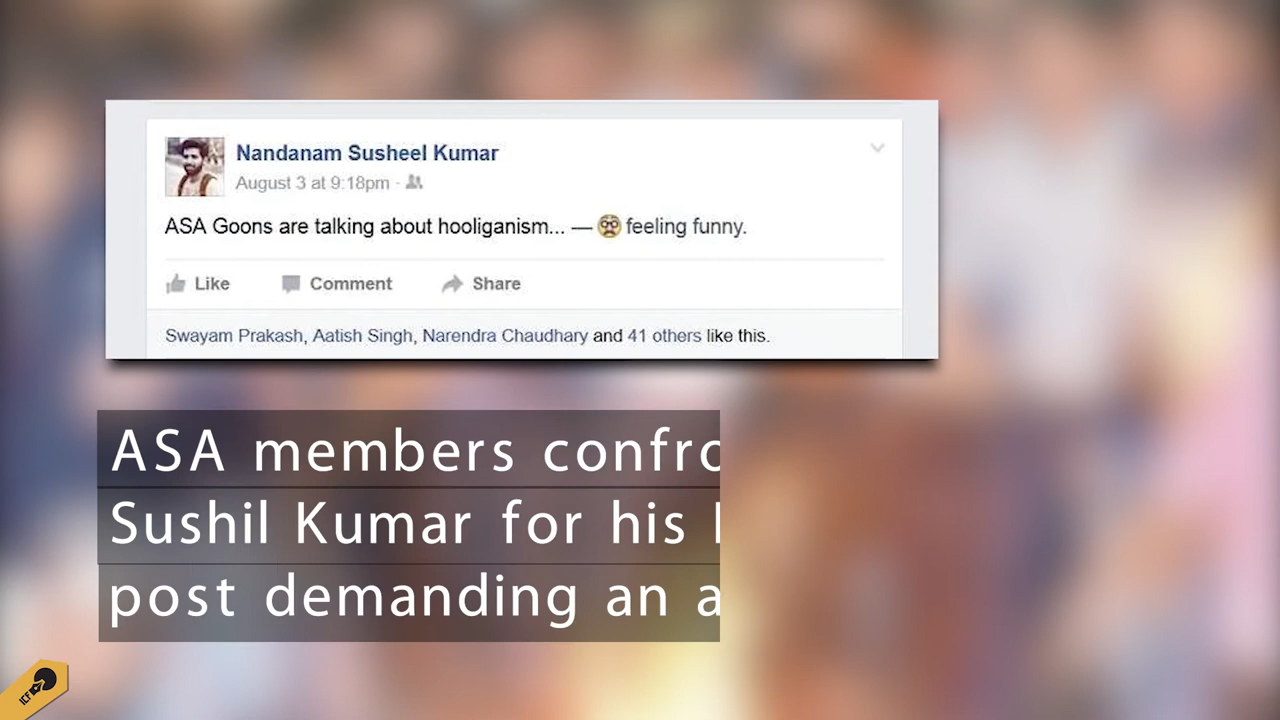 Nandanam Susheel Kumar
August 3 at 9:18pm ·
ASA Goons are talking about hooliganism... — feeling funny.
Like Comment Share
Swayam Prakash, Aatish Singh, Narendra Chaudhary and 41 others like this.
ASA members
Sushil Kumar for his
post demanding an
ICF